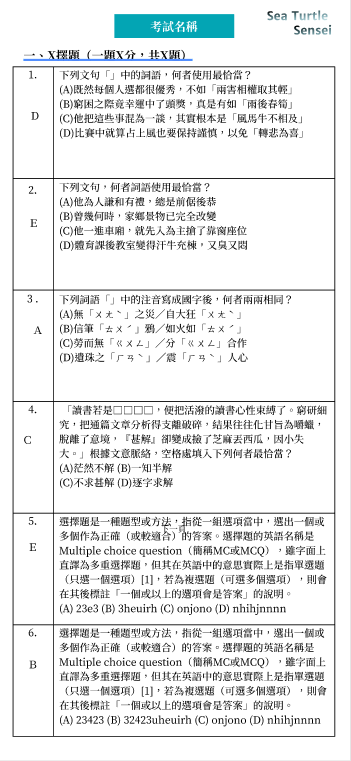 考試名稱
Sea Turtle
Sensei
一、X擇題（一題X分，共X題）
1.
D
下列文句「」中的詞語，何者使用最恰當？
(A)既然每個人選都很優秀，不如「兩害相權取其輕」
(B)窮困之際竟幸運中了頭獎，真是有如「雨後春筍」
(C)他把這些事混為一談，其實根本是「風馬牛不相及」
(D)比賽中就算占上風也要保持謹慎，以免「轉悲為喜」
2.
E
下列文句，何者詞語使用最恰當？
(A)他為人謙和有禮，總是前倨後恭
(B)曾幾何時，家鄉景物已完全改變
(C)他一進車廂，就先入為主搶了靠窗座位
(D)體育課後教室變得汗牛充棟，又臭又悶
3.
A
下列詞語「」中的注音寫成國字後，何者兩兩相同？
(A)無「ㄨㄤˋ」之災／自大狂「ㄨㄤˋ」
(B)信筆「ㄊㄨˊ」鴉／如火如「ㄊㄨˊ」
(C)勞而無「ㄍㄨㄥ」／分「ㄍㄨㄥ」合作
(D)遺珠之「ㄏㄢˋ」／震「ㄏㄢˋ」人心
4.
C
「讀書若是□□□□，便把活潑的讀書心性束縛了。窮研細
究，把通篇文章分析得支離破碎，結果往往化甘旨為嚼蠟，
脫離了意境，『甚解』卻變成撿了芝麻丟西瓜，因小失
大。」根據文意脈絡，空格處填入下列何者最恰當？
(A)茫然不解 (B)一知半解
(C)不求甚解 (D)逐字求解
5.
E
選擇題是一種題型或方法，指從一組選項當中，選出一個或
多個作為正確（或較適合）的答案。選擇題的英語名稱是
Multiple choice question（簡稱MC或MCQ），雖字面上
直譯為多重選擇題，但其在英語中的意思實際上是指單選題
（只選一個選項）[1]，若為複選題（可選多個選項），則會
在其後標註「一個或以上的選項會是答案」的說明。
(A) 23e3 (B) 3heuirh (C) onjono (D) nhihjnnnn
6.
B
選擇題是一種題型或方法，指從一組選項當中，選出一個或
多個作為正確（或較適合）的答案。選擇題的英語名稱是
Multiple choice question（簡稱MC或MCQ），雖字面上
直譯為多重選擇題，但其在英語中的意思實際上是指單選題
（只選一個選項）[1]，若為複選題（可選多個選項），則會
在其後標註「一個或以上的選項會是答案」的說明。
(A) 23423 (B) 32423uheuirh (C) onjono (D) nhihjnnnn